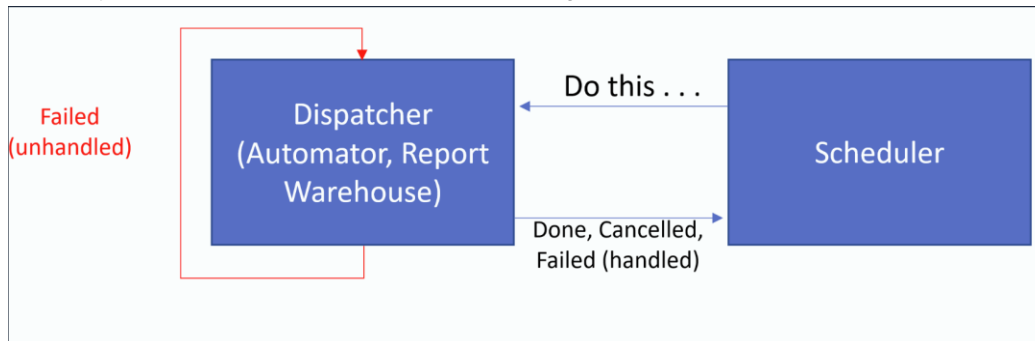 Do this . . .
Failed
(unhandled)
Dispatcher
(Automator, Report
Warehouse)
Scheduler
Done, Cancelled,
Failed (handled)